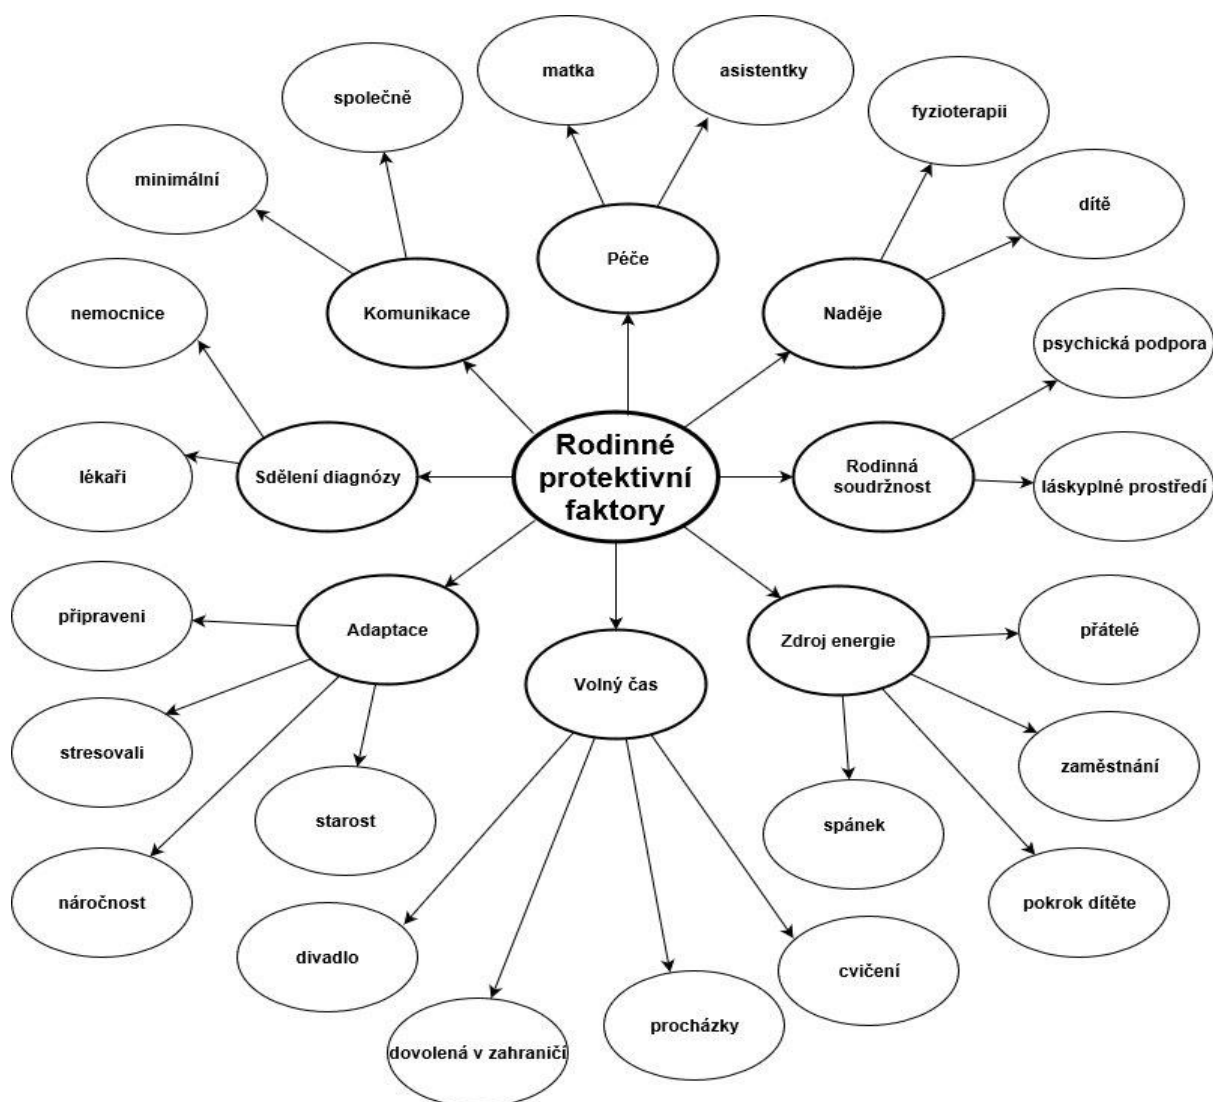 matka
asistentky
společně
fyzioterapii
minimální
dítě
Péče
nemocnice
Komunikace
Naděje
psychická podpora
Rodinné
protektivní
faktory
lékaři
Sdělení diagnózy
Rodinná
soudržnost
láskyplné prostředí
připraveni
Adaptace
Zdroj energie
přátelé
Volný čas
stresovali
zaměstnání
starost
spánek
náročnost
pokrok dítěte
divadlo
cvičení
procházky
dovolená v zahraničí